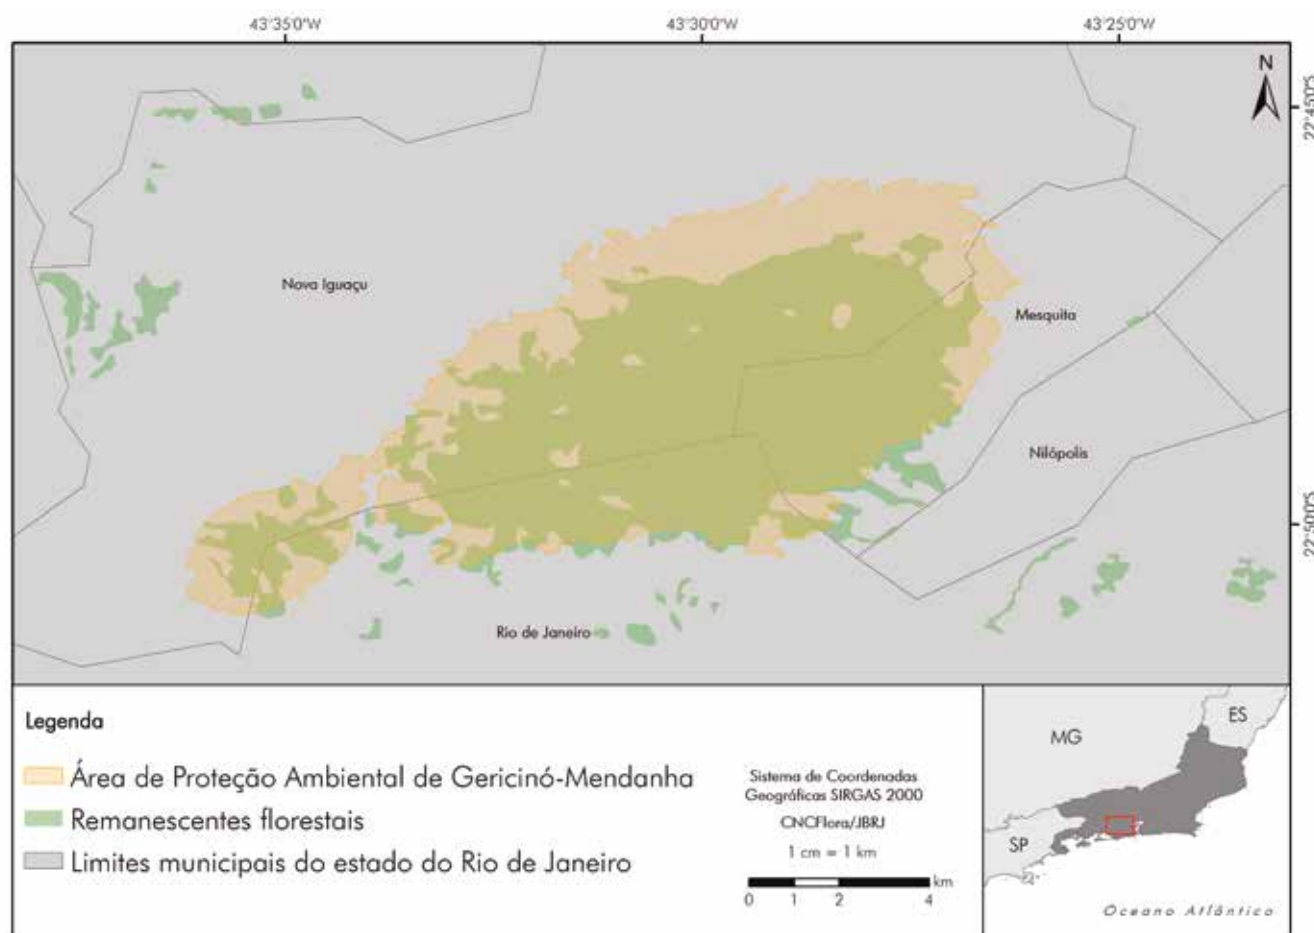 43°35'0"W
43°30'0"W
43°25'0"W
N
22°45'0"S
Nova Iguaçu
Mesquita
Nilópolis
22°50'0"S
Rio de Janeiro
Legenda
Área de Proteção Ambiental de Gericinó-Mendanha
Remanescentes florestais
Limites municipais do estado do Rio de Janeiro
Sistema de Coordenadas
Geográficas SIRGAS 2000
CNCFlora/JBRJ
1 cm = 1 km
km
0 1 2 4
ES
MG
SP
Oceano Atlântico